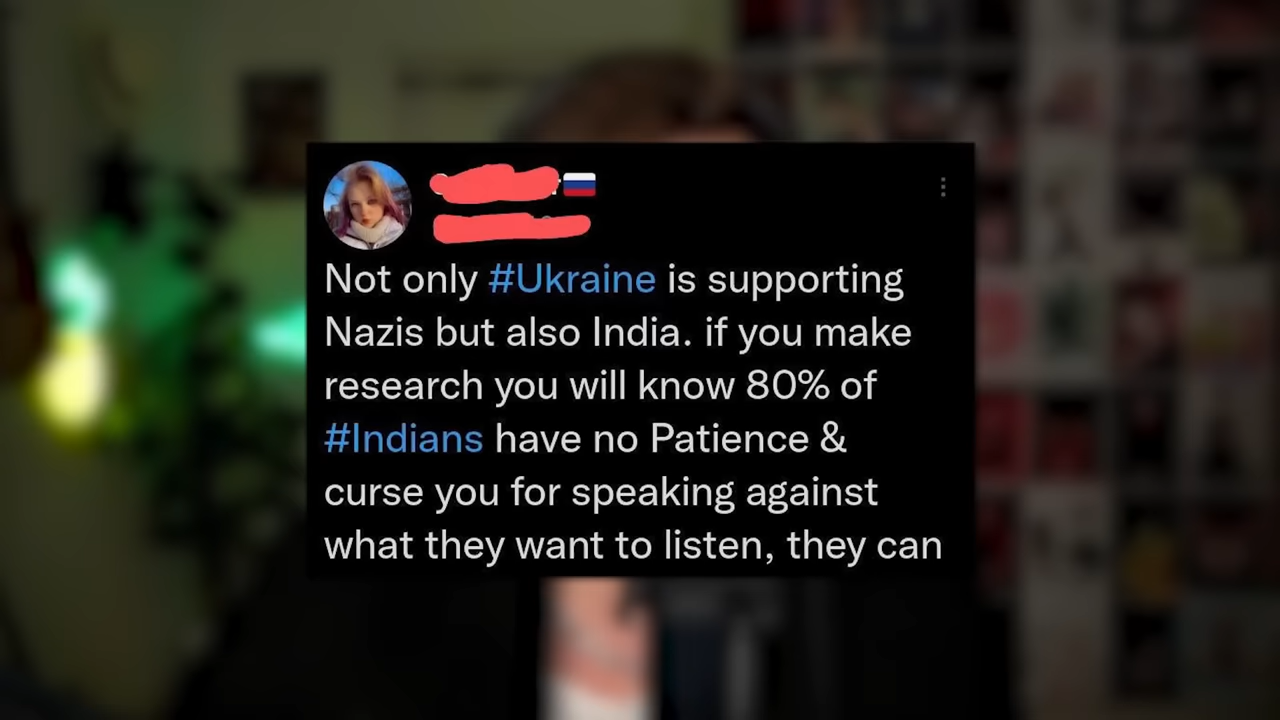 Not only #Ukraine is supporting
Nazis but also India. if you make
research you will know 80% of
#Indians have no Patience &
curse you for speaking against
what they want to listen, they can